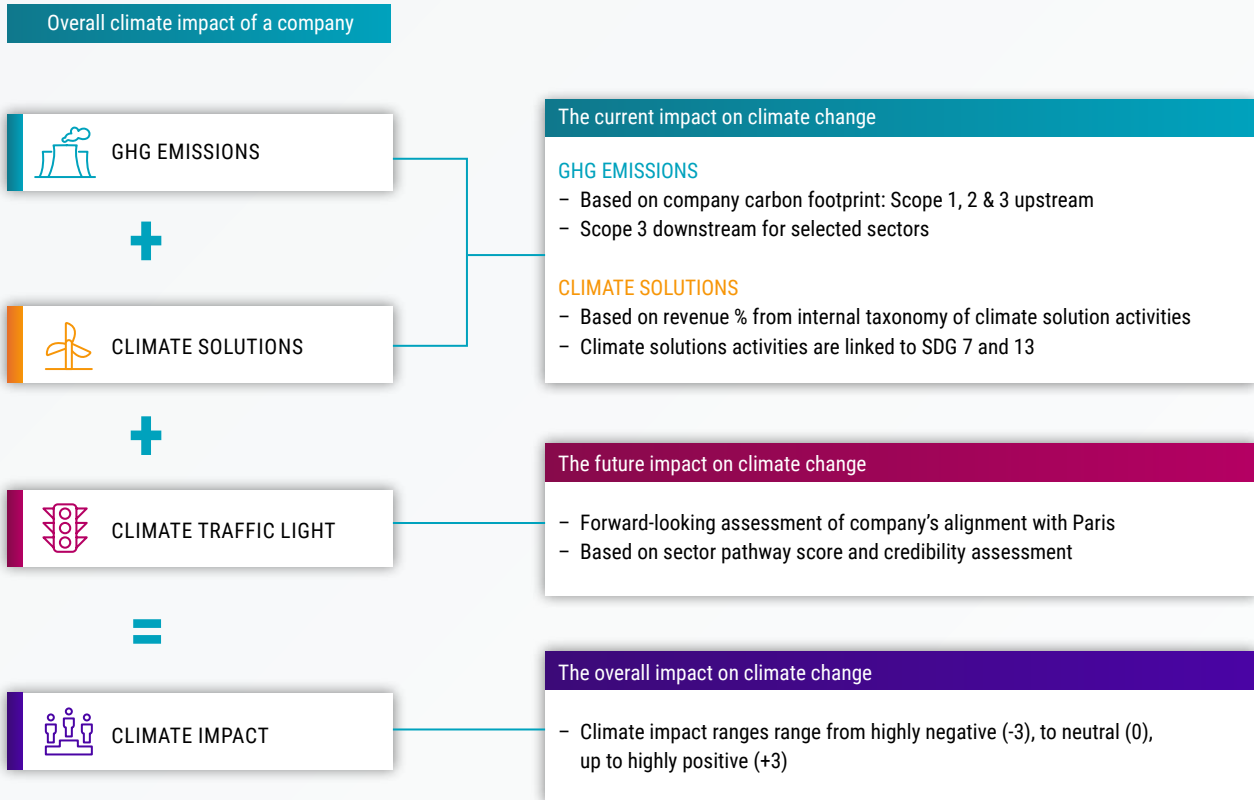 Overall climate impact of a company
GHG EMISSIONS
+
CLIMATE SOLUTIONS
+
CLIMATE TRAFFIC LIGHT
=
CLIMATE IMPACT
The current impact on climate change
GHG EMISSIONS
– Based on company carbon footprint: Scope 1, 2 & 3 upstream
– Scope 3 downstream for selected sectors
CLIMATE SOLUTIONS
– Based on revenue % from internal taxonomy of climate solution activities
– Climate solutions activities are linked to SDG 7 and 13
The future impact on climate change
– Forward-looking assessment of company’s alignment with Paris
– Based on sector pathway score and credibility assessment
The overall impact on climate change
– Climate impact ranges range from highly negative (-3), to neutral (0),
up to highly positive (+3)